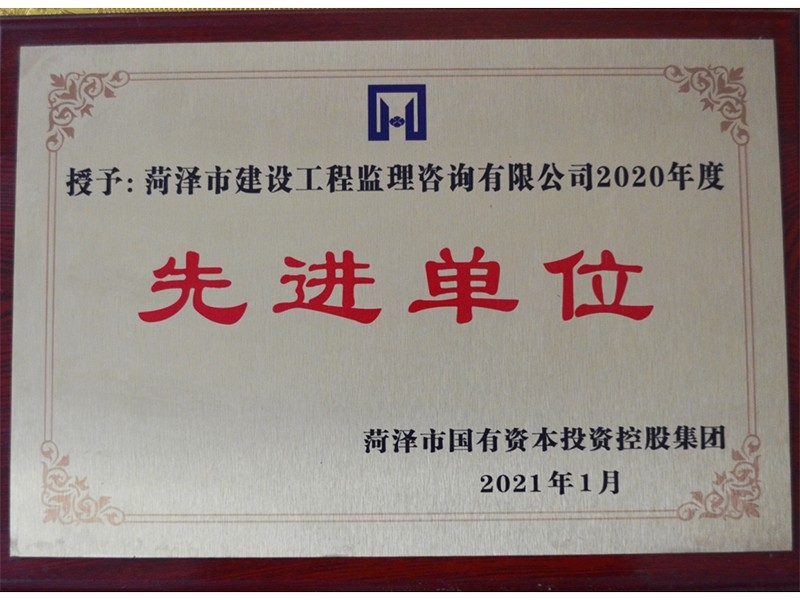 授予：菏泽市建设工程监理咨询有限公司2020年度
先进单位
菏泽市国有资本投资控股集团
2021年1月